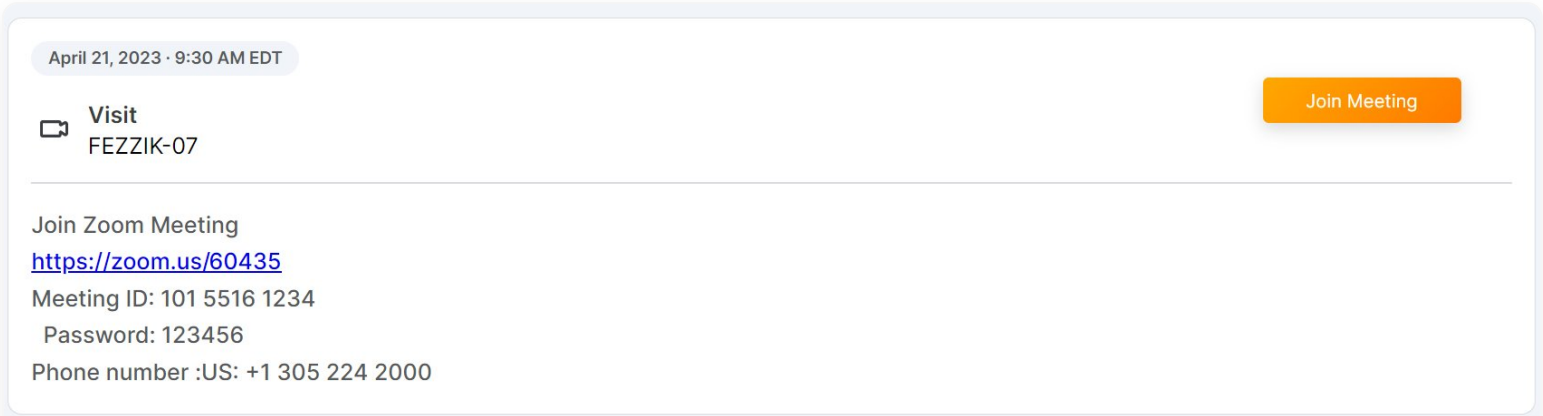 April 21, 2023 · 9:30 AM EDT
Visit
FEZZIK-07
Join Meeting
Join Zoom Meeting
https://zoom.us/60435
Meeting ID: 101 5516 1234
Password: 123456
Phone number :US: +1 305 224 2000